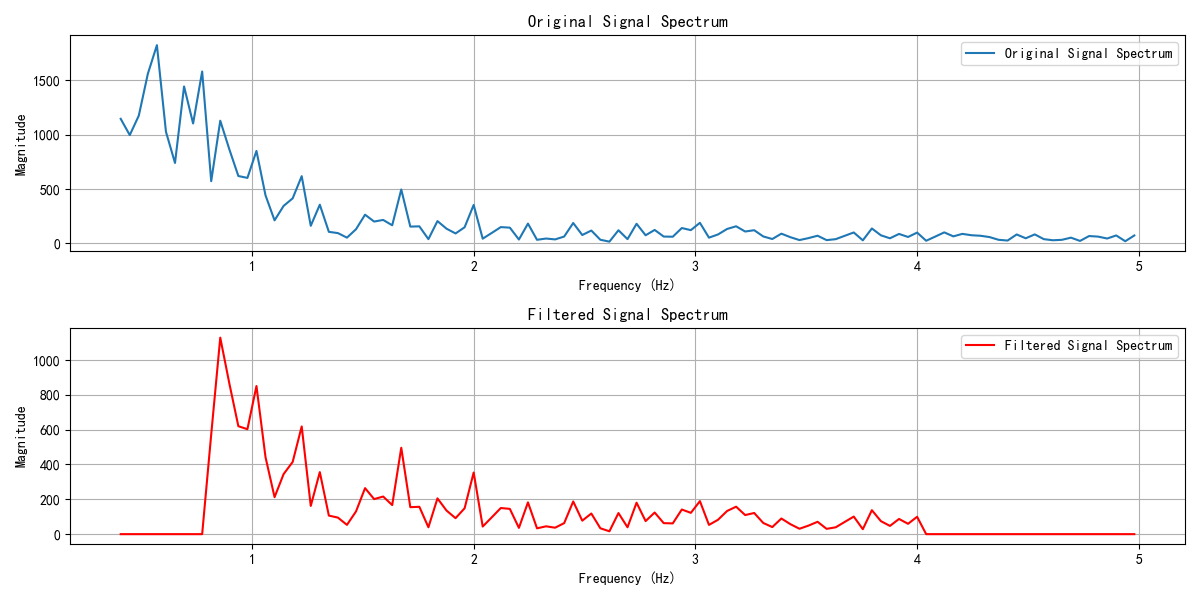 Original Signal Spectrum
Original Signal Spectrum
1500
1000
500
0
Magnitude
1 2 3 4 5
Frequency (Hz)
Filtered Signal Spectrum
Filtered Signal Spectrum
1000
800
600
400
200
0
Magnitude
1 2 3 4 5
Frequency (Hz)